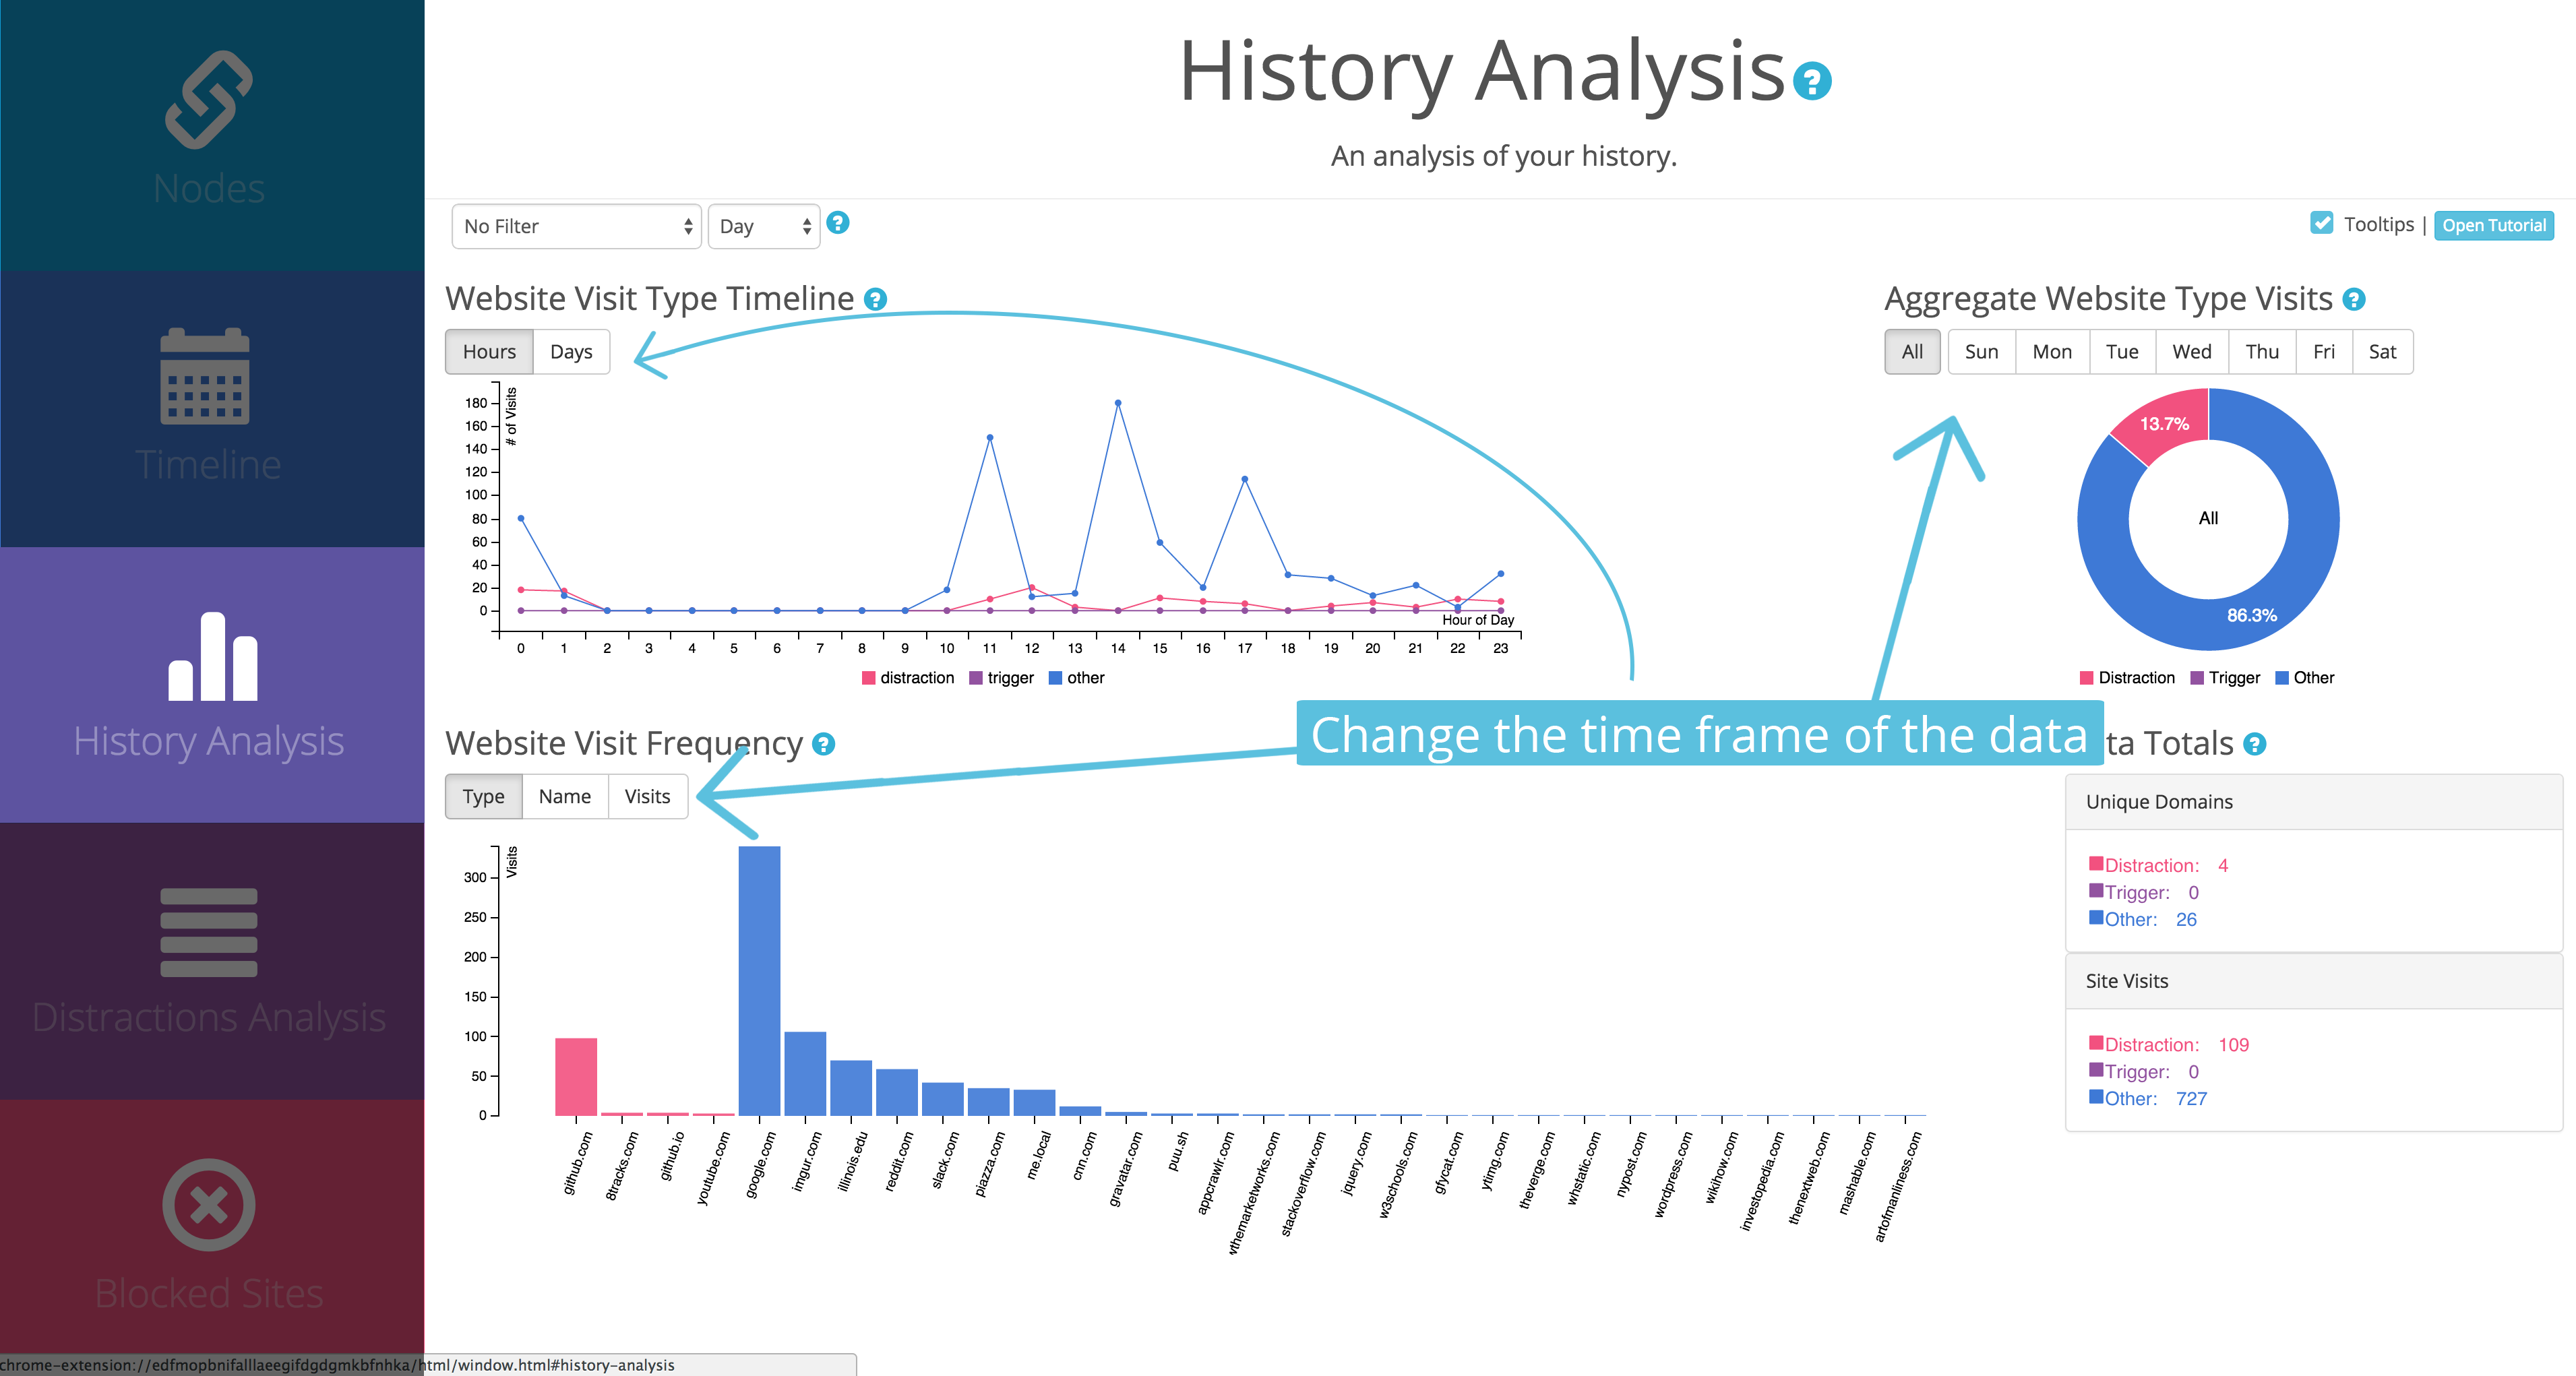 Nodes
Timeline
History Analysis
Distractions Analysis
Blocked Sites
chrome-extension://edfmopbnifalllaeegifdgdgmkbfnhka/html/window.html#history-analysis
History Analysis ?
An analysis of your history.
No Filter Day ?
Tooltips | Open Tutorial
Website Visit Type Timeline ?
Hours Days
# of Visits
180
160
140
120
100
80
60
40
20
0
Hour of Day
0 1 2 3 4 5 6 7 8 9 10 11 12 13 14 15 16 17 18 19 20 21 22 23
distraction trigger other
Aggregate Website Type Visits ?
All Sun Mon Tue Wed Thu Fri Sat
13.7%
All
86.3%
Distraction Trigger Other
Change the time frame of the data
Website Visit Frequency ?
Type Name Visits
Visits
300
250
200
150
100
50
0
github.com
8tracks.com
github.io
youtube.com
google.com
imgur.com
illinois.edu
reddit.com
slack.com
piazza.com
me.local
cnn.com
gravatar.com
puu.sh
appcrawlr.com
themarketworks.com
stackoverflow.com
jquery.com
w3schools.com
gfycat.com
ytimg.com
theverge.com
whstatic.com
nypost.com
wordpress.com
wikihow.com
investopedia.com
thenextweb.com
mashable.com
artofmanliness.com
ta Totals ?
Unique Domains
Distraction: 4
Trigger: 0
Other: 26
Site Visits
Distraction: 109
Trigger: 0
Other: 727